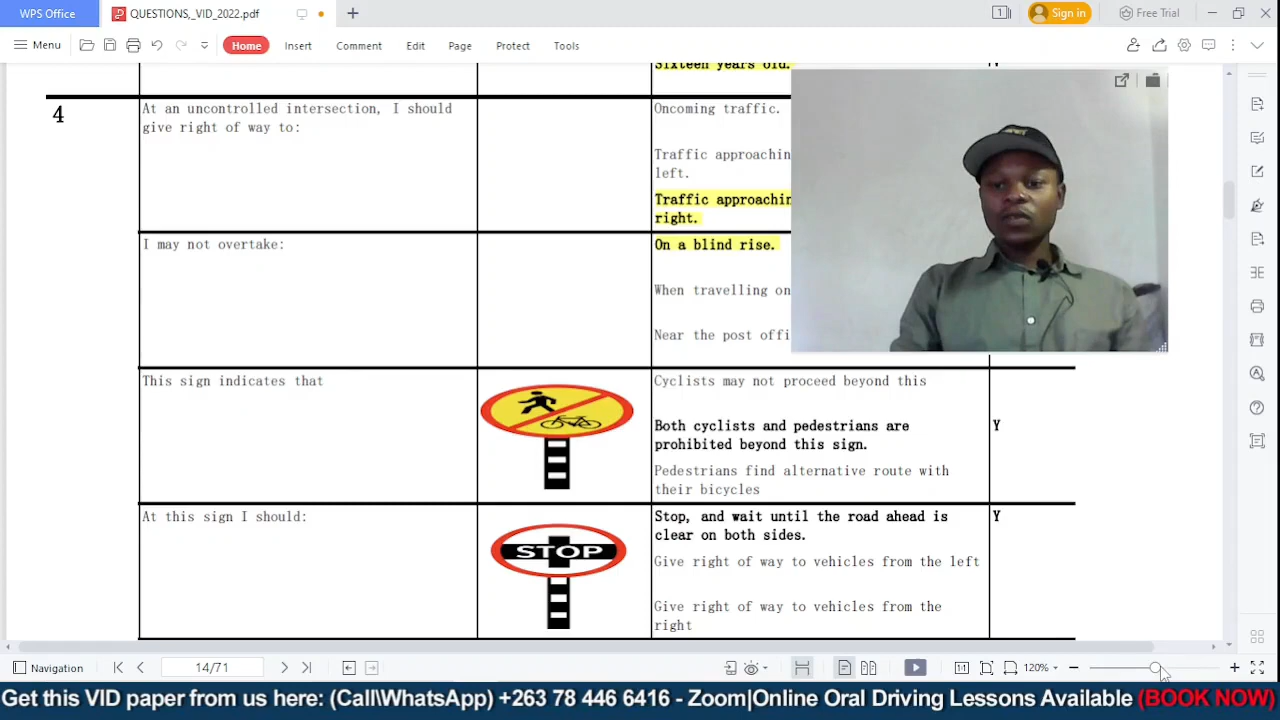 WPS Office
QUESTIONS,_VID_2022.pdf
Sign in
Free Trial
Menu
Home
Insert
Comment
Edit
Page
Protect
Tools
Sixteen years old.
4
At an uncontrolled intersection, I should
give right of way to:
Oncoming traffic.
Traffic
left.
Traffic
right.
I may not overtake:
On a blind rise.
When travelling on
Near the post
This sign indicates that
Cyclists may not proceed beyond this
Both cyclists and pedestrians are
prohibited beyond this sign.
Y
Pedestrians find alternative route with
their bicycles
At this sign I should:
STOP
Stop, and wait until the road ahead is
clear on both sides.
Y
Give right of way to vehicles from the left
Give right of way to vehicles from the
right
Navigation
14/71
120%
Get this VID paper from us here: (Call\WhatsApp) +263 78 446 6416 - Zoom|Online Oral Driving Lessons Available (BOOK NOW)